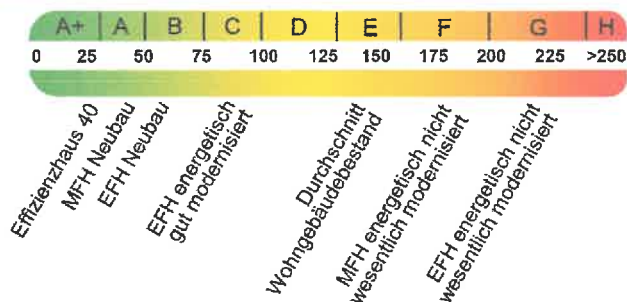 A+ A B C D E F G H
0 25 50 75 100 125 150 175 200 225 >250
Effizienzhaus 40
MFH Neubau
EFH Neubau
EFH energetisch
gut modernisiert
Durchschnitt
Wohngebäudebestand
MFH energetisch nicht
wesentlich modernisiert
EFH energetisch nicht
wesentlich modernisiert